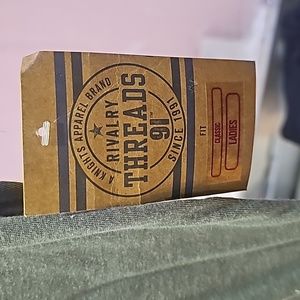 A KNIGHTS APPAREL BRAND
RIVALRY
THREADS
91
SINCE 1991
FIT
CLASSIC
LADIES